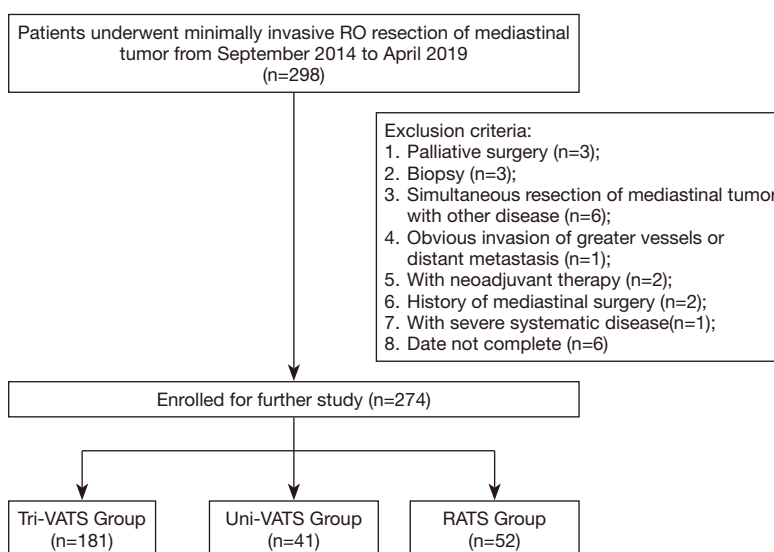 Patients underwent minimally invasive RO resection of mediastinal
tumor from September 2014 to April 2019
(n=298)
Exclusion criteria:
1. Palliative surgery (n=3);
2. Biopsy (n=3);
3. Simultaneous resection of mediastinal tumor
with other disease (n=6);
4. Obvious invasion of greater vessels or
distant metastasis (n=1);
5. With neoadjuvant therapy (n=2);
6. History of mediastinal surgery (n=2);
7. With severe systematic disease(n=1);
8. Date not complete (n=6)
Enrolled for further study (n=274)
Tri-VATS Group
(n=181)
Uni-VATS Group
(n=41)
RATS Group
(n=52)